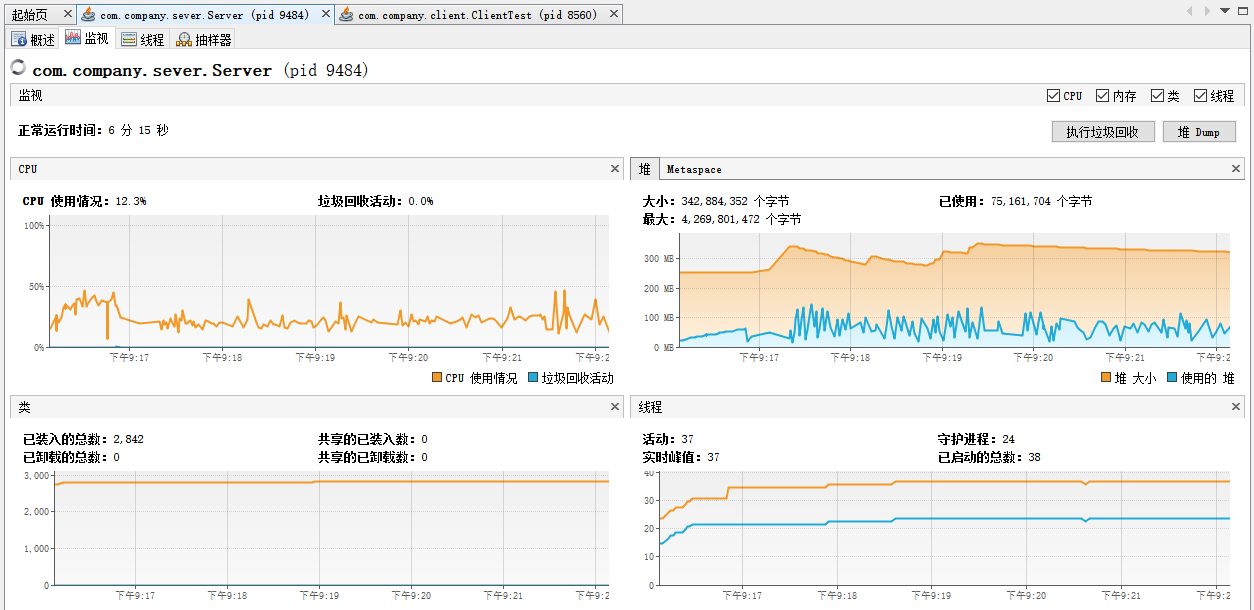 起始页 com.company.sever.Server (pid 9484) com.company.client.ClientTest (pid 8560)
概述 监视 线程 抽样器
com.company.sever.Server (pid 9484)
监视 CPU 内存 类 线程
正常运行时间: 6 分 15 秒 执行垃圾回收 堆 Dump
CPU
CPU 使用情况: 12.3% 垃圾回收活动: 0.0%
100%
50%
0%
下午9:17 下午9:18 下午9:19 下午9:20 下午9:21 下午9:2
CPU 使用情况 垃圾回收活动
堆 Metaspace
大小: 342,884,352 个字节 已使用: 75,161,704 个字节
最大: 4,269,801,472 个字节
300 MB
200 MB
100 MB
0 MB
下午9:17 下午9:18 下午9:19 下午9:20 下午9:21 下午9:2
堆 大小 使用的 堆
类
已装入的总数: 2,842 共享的已装入数: 0
已卸载的总数: 0 共享的已卸载数: 0
3,000
2,000
1,000
0
下午9:17 下午9:18 下午9:19 下午9:20 下午9:21 下午9:2
线程
活动: 37 守护进程: 24
实时峰值: 37 已启动的总数: 38
40
30
20
10
0
下午9:17 下午9:18 下午9:19 下午9:20 下午9:21 下午9:2